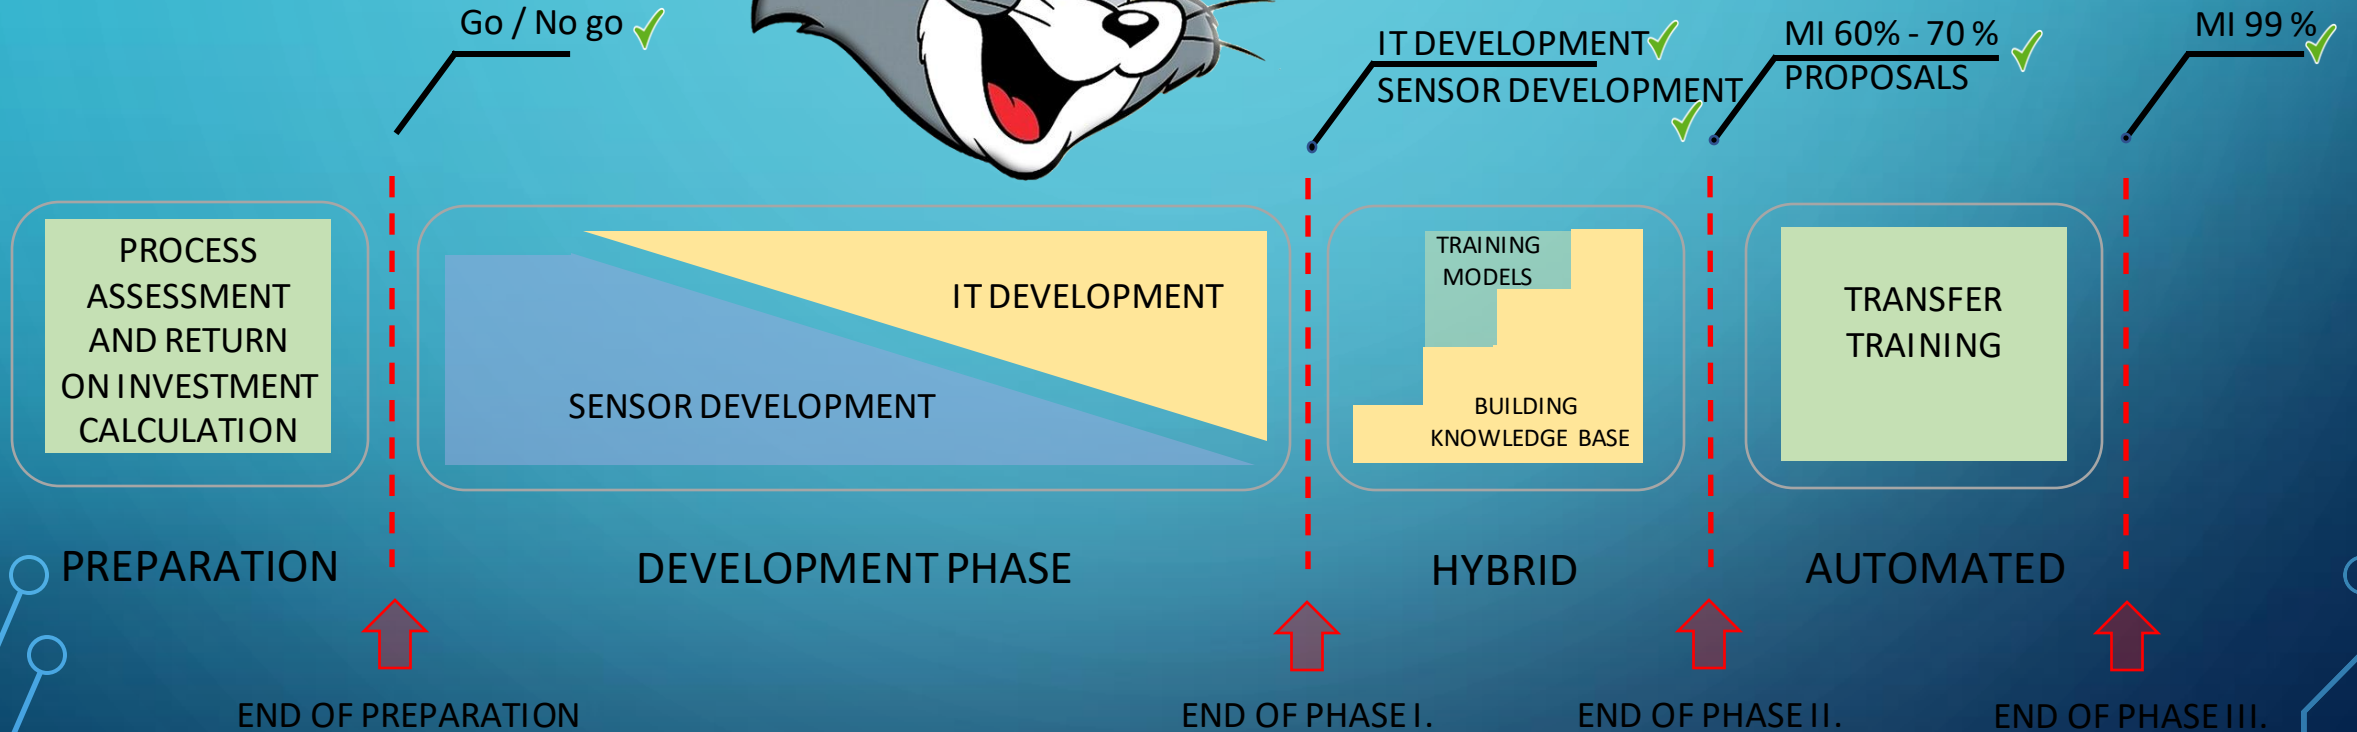 Go / No go
IT DEVELOPMENT
SENSOR DEVELOPMENT
MI 60% - 70 %
PROPOSALS
MI 99 %
PROCESS
ASSESSMENT
AND RETURN
ON INVESTMENT
CALCULATION
IT DEVELOPMENT
SENSOR DEVELOPMENT
TRAINING
MODELS
BUILDING
KNOWLEDGE BASE
TRANSFER
TRAINING
PREPARATION
DEVELOPMENT PHASE
HYBRID
AUTOMATED
END OF PREPARATION
END OF PHASE I.
END OF PHASE II.
END OF PHASE III.